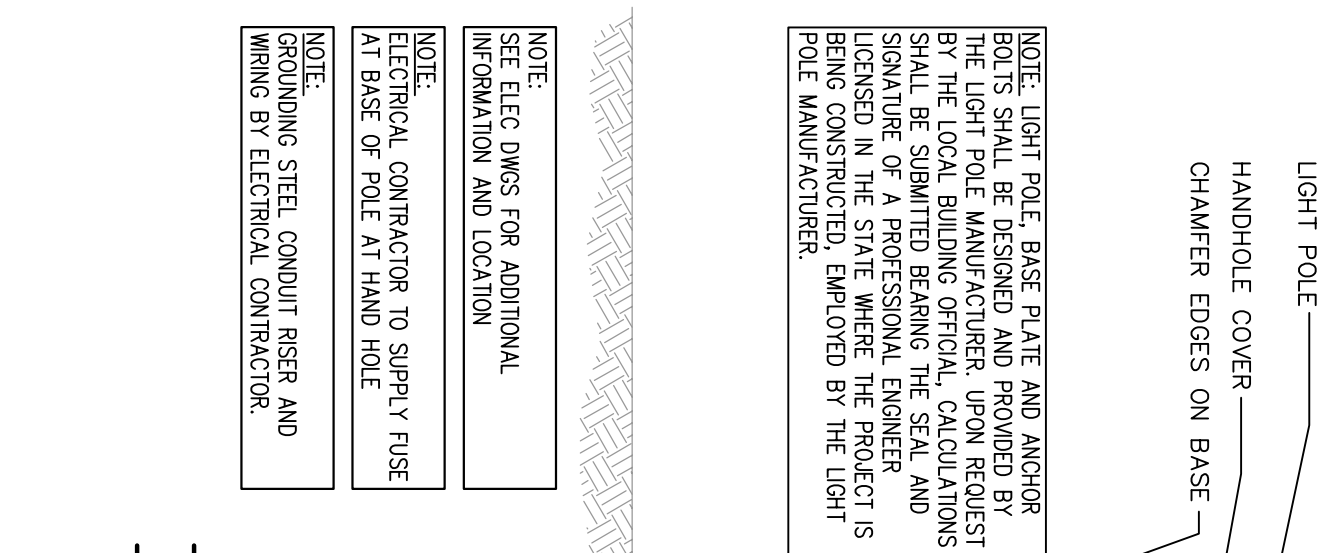 LIGHT POLE
HANDHOLE COVER
CHAMFER EDGES ON BASE
NOTE: LIGHT POLE, BASE PLATE AND ANCHOR
BOLTS SHALL BE DESIGNED AND PROVIDED BY
THE LIGHT POLE MANUFACTURER. UPON REQUEST
BY THE LOCAL BUILDING OFFICIAL, CALCULATIONS
SHALL BE SUBMITTED BEARING THE SEAL AND
SIGNATURE OF A PROFESSIONAL ENGINEER
LICENSED IN THE STATE WHERE THE PROJECT IS
BEING CONSTRUCTED, EMPLOYED BY THE LIGHT
POLE MANUFACTURER.
NOTE:
SEE ELEC DWGS FOR ADDITIONAL
INFORMATION AND LOCATION
NOTE:
ELECTRICAL CONTRACTOR TO SUPPLY FUSE
AT BASE OF POLE AT HAND HOLE
NOTE:
GROUNDING STEEL CONDUIT RISER AND
WIRING BY ELECTRICAL CONTRACTOR.